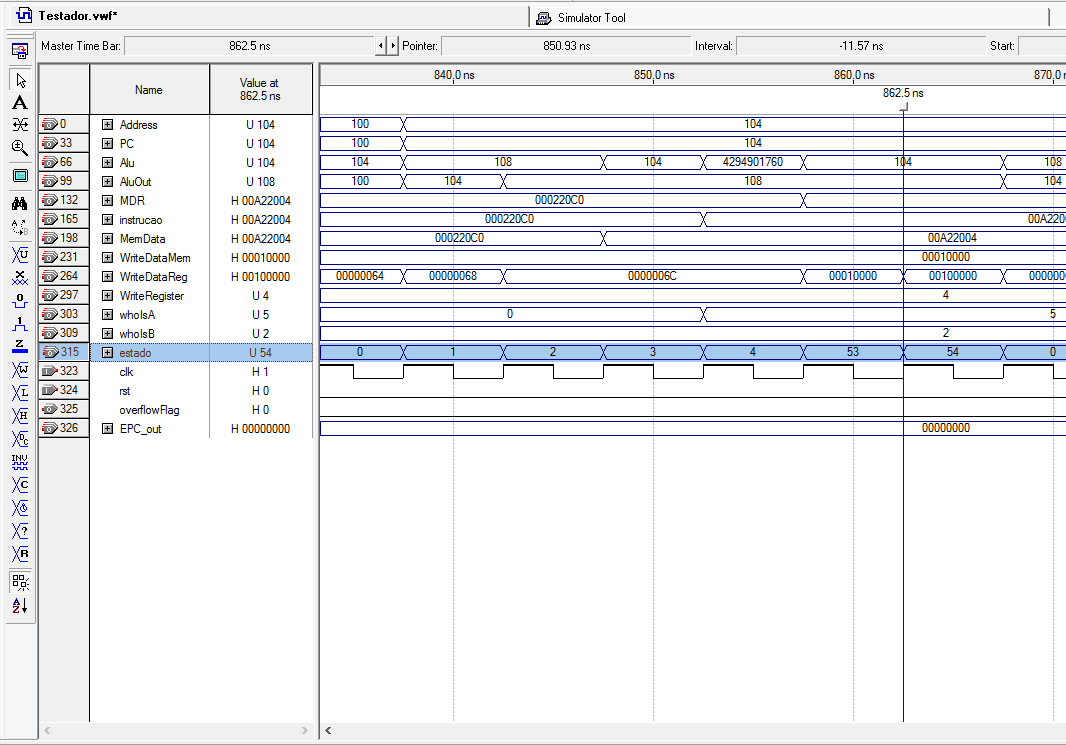 Testador.vwf*
Simulator Tool
Master Time Bar: 862.5 ns Pointer: 850.93 ns Interval: -11.57 ns Start:
Name Value at 862.5 ns 840.0 ns 850.0 ns 860.0 ns 870.0
862.5 ns
0 Address U 104 100 104
33 PC U 104 100 104
66 Alu U 104 104 108 104 4294901760 104 108
99 AluOut U 108 100 104 108 104
132 MDR H 00A22004 000220C0
165 instrucao H 00A22004 000220C0 00A220
198 MemData H 00A22004 000220C0 00A22004
231 WriteDataMem H 00010000 00010000
264 WriteDataReg H 00100000 00000064 00000068 0000006C 00010000 00100000 000000
297 WriteRegister U 4 4
303 whoIsA U 5 0 5
309 whoIsB U 2 2
315 estado U 54 0 1 2 3 4 53 54 0
323 clk H 1
324 rst H 0
325 overflowFlag H 0
326 EPC_out H 00000000 00000000